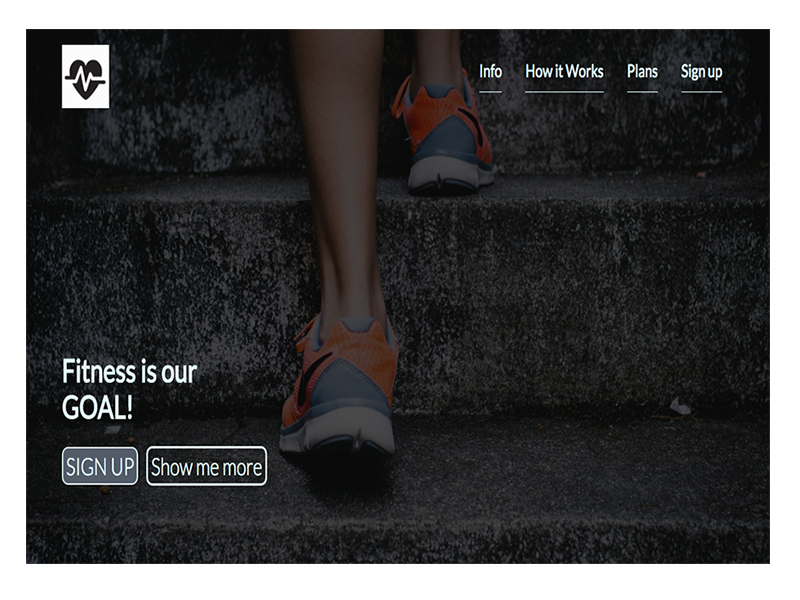 Info
How it Works
Plans
Sign up
Fitness is our
GOAL!
SIGN UP
Show me more